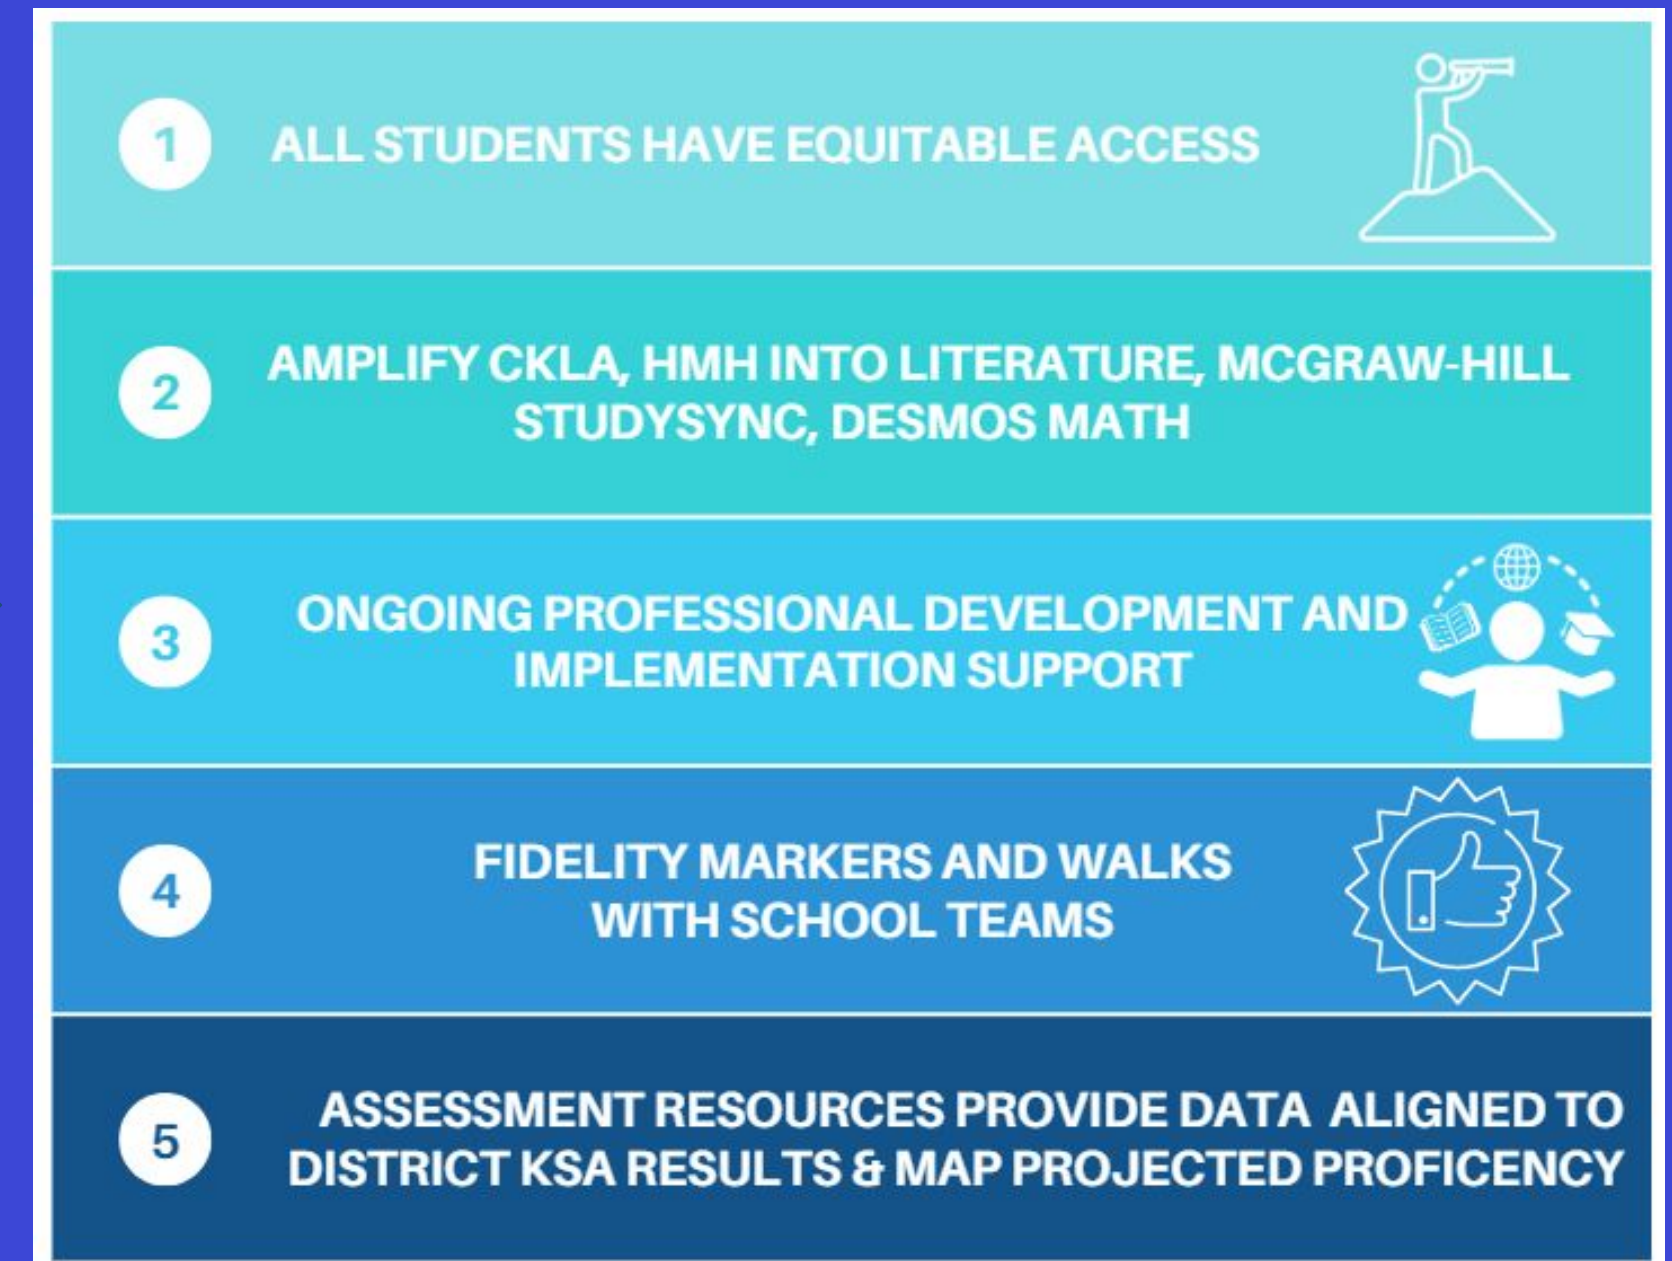 1
ALL STUDENTS HAVE EQUITABLE ACCESS
2
AMPLIFY CKLA, HMH INTO LITERATURE, MCGRAW-HILL
STUDYSYNC, DESMOS MATH
3
ONGOING PROFESSIONAL DEVELOPMENT AND
IMPLEMENTATION SUPPORT
4
FIDELITY MARKERS AND WALKS
WITH SCHOOL TEAMS
5
ASSESSMENT RESOURCES PROVIDE DATA ALIGNED TO
DISTRICT KSA RESULTS & MAP PROJECTED PROFICENCY